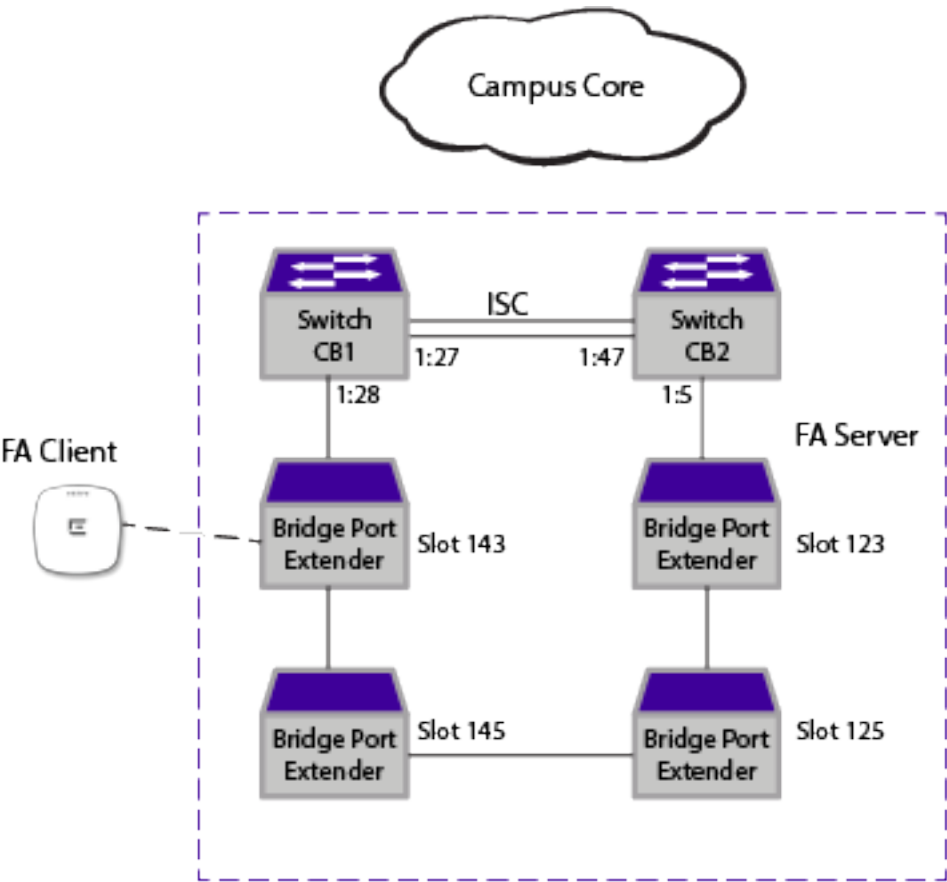 Campus Core
ISC
Switch
CB1
Switch
CB2
1:27
1:47
1:28
1:5
FA Client
FA Server
Bridge Port
Extender
Slot 143
Bridge Port
Extender
Slot 123
Bridge Port
Extender
Slot 145
Bridge Port
Extender
Slot 125